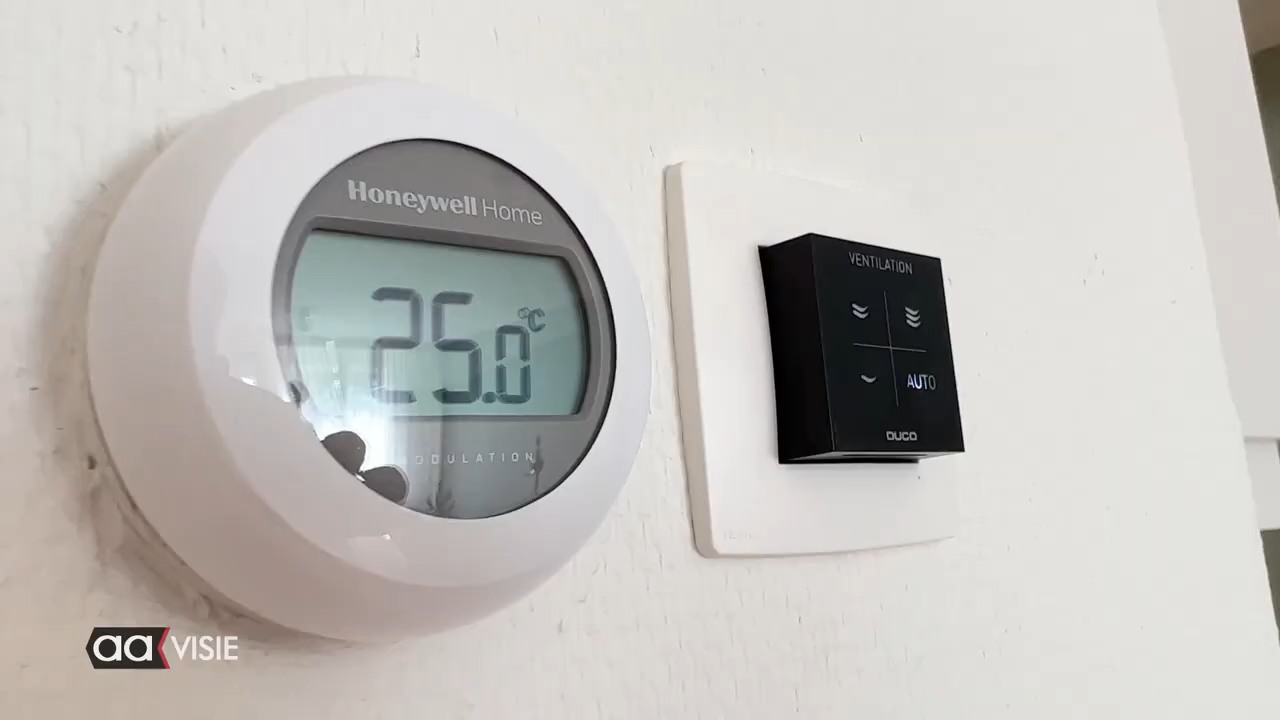 Honeywell Home
25.0°C
ODULATION
VENTILATION
AUTO
DUCO
aa VISIE